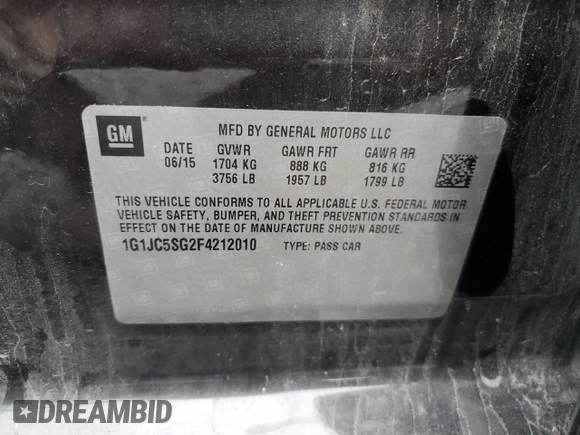 GM
MFD BY GENERAL MOTORS LLC
DATE GVWR GAWR FRT GAWR RR
06/15 1704 KG 888 KG 816 KG
3756 LB 1957 LB 1799 LB
THIS VEHICLE CONFORMS TO ALL APPLICABLE U.S. FEDERAL MOTOR
VEHICLE SAFETY, BUMPER, AND THEFT PREVENTION STANDARDS IN
EFFECT ON THE DATE OF MANUFACTURE SHOWN ABOVE.
1G1JC5SG2F4212010 TYPE: PASS CAR
DREAMBID